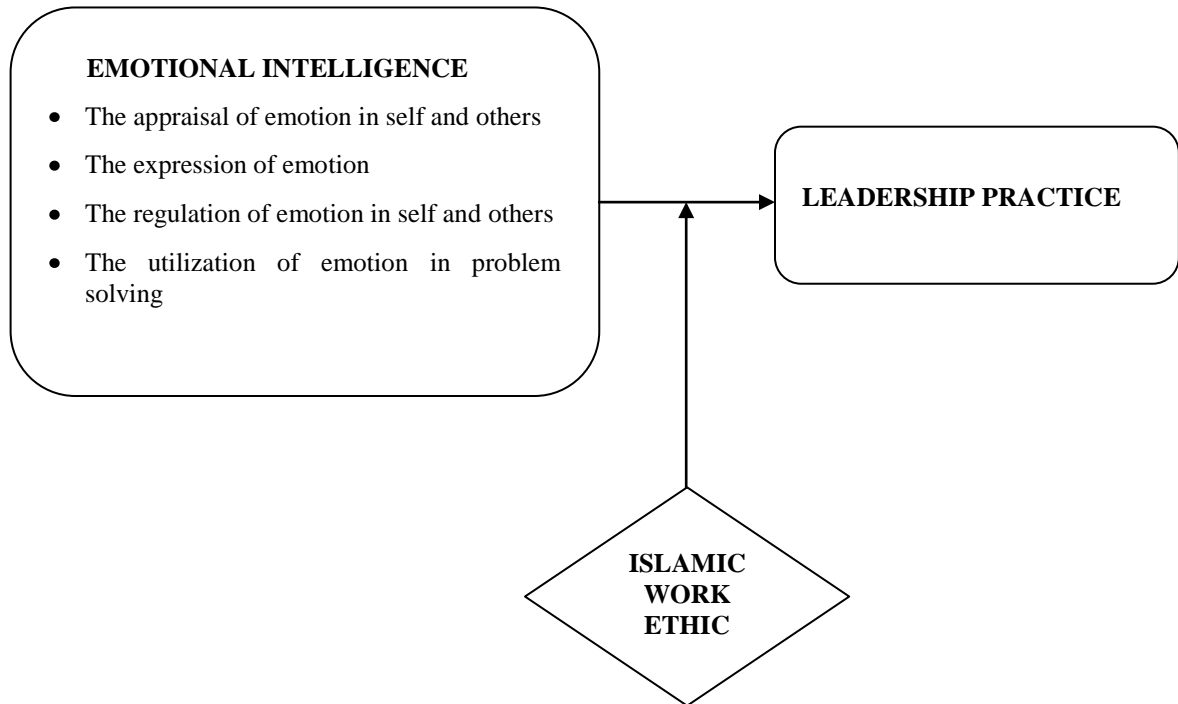 EMOTIONAL INTELLIGENCE
• The appraisal of emotion in self and others
• The expression of emotion
• The regulation of emotion in self and others
• The utilization of emotion in problem
solving
LEADERSHIP PRACTICE
ISLAMIC
WORK
ETHIC